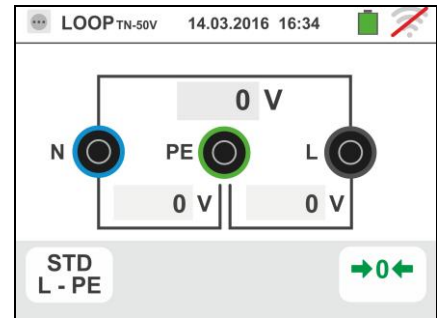 LOOP TN-50V 14.03.2016 16:34
0 V
N PE L
0 V 0 V
STD
L - PE
➔0←